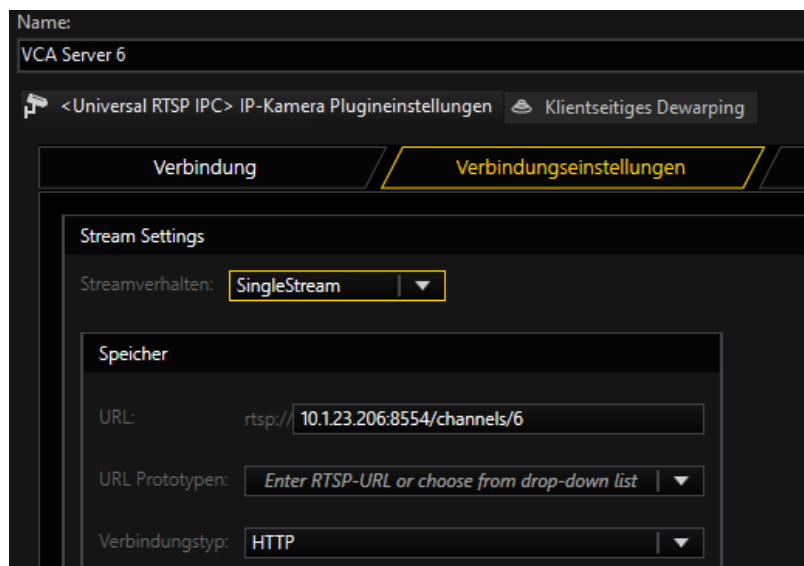 Name:
VCA Server 6
<Universal RTSP IPC> IP-Kamera Plugineinstellungen Klientseitiges Dewarping
Verbindung Verbindungseinstellungen
Stream Settings
Streamverhalten: SingleStream
Speicher
URL: rtsp:// 10.1.23.206:8554/channels/6
URL Prototypen: Enter RTSP-URL or choose from drop-down list
Verbindungstyp: HTTP